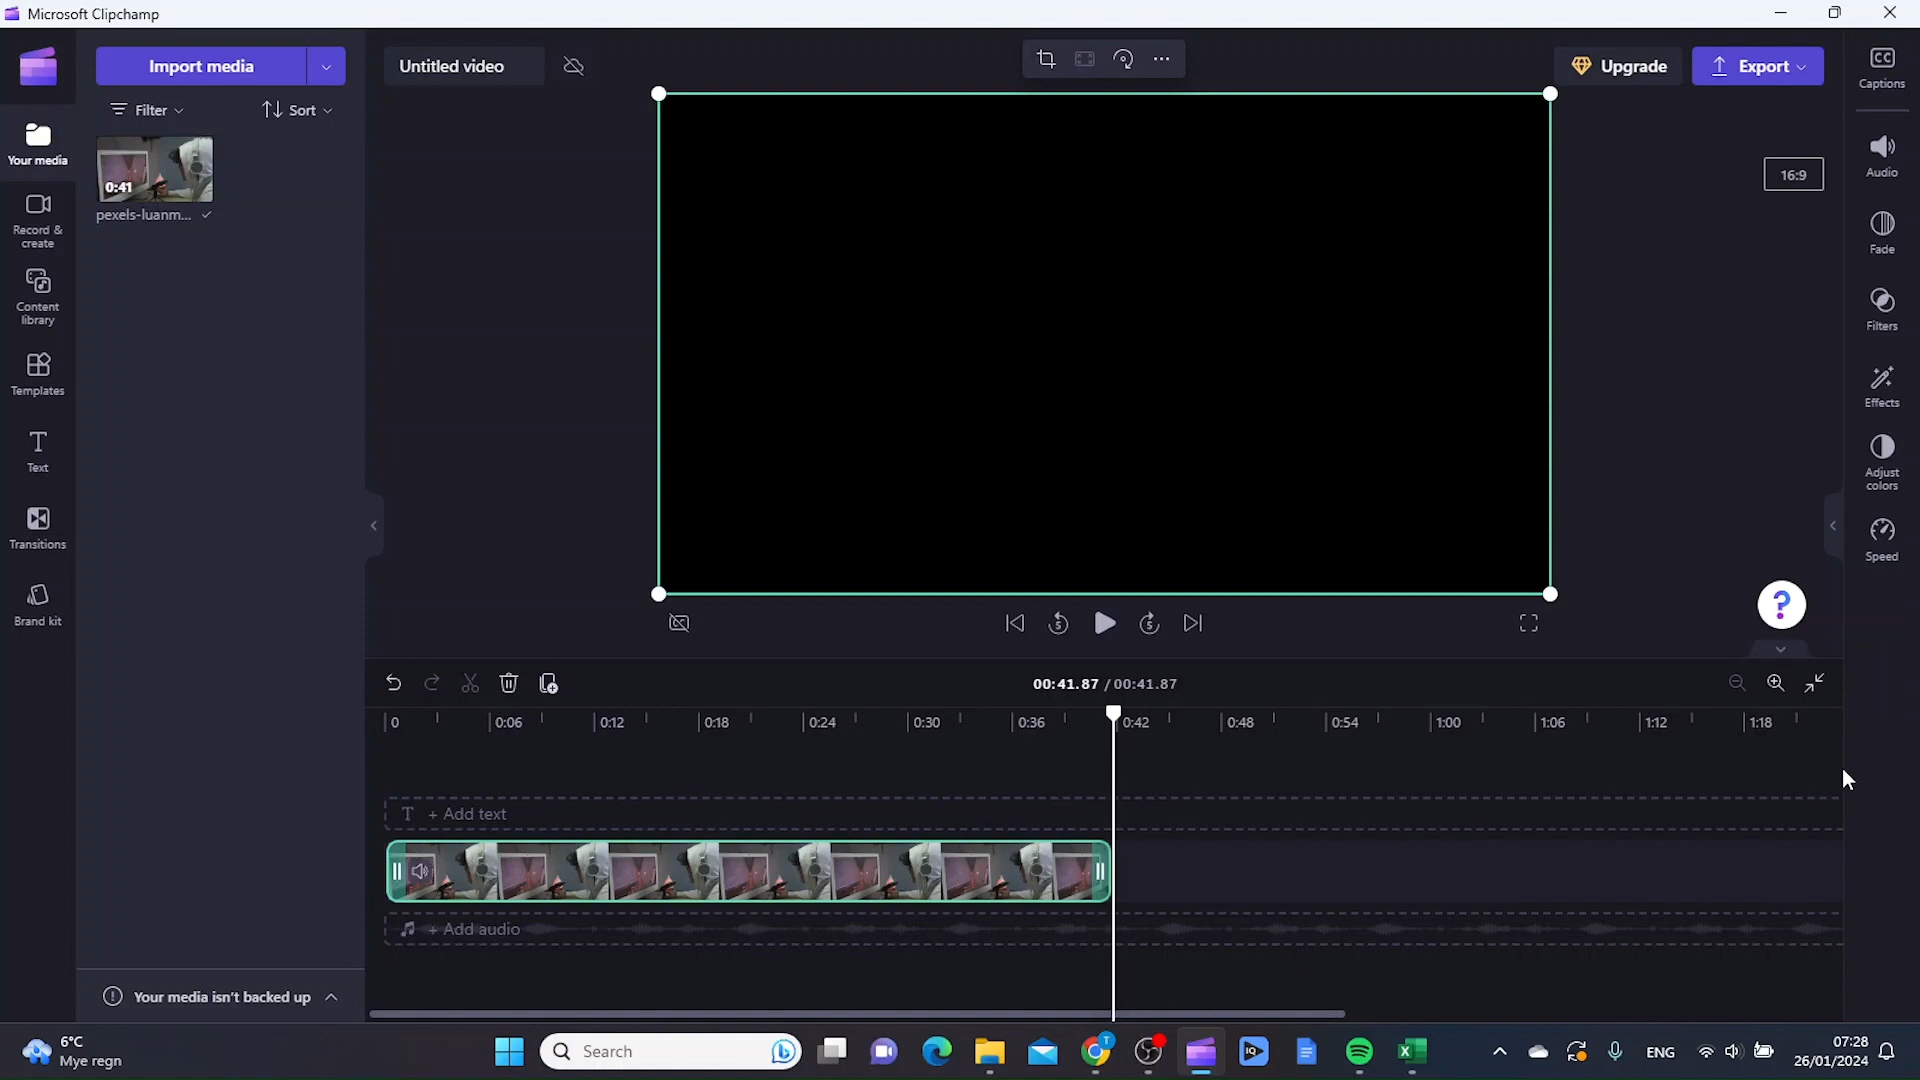 Microsoft Clipchamp
Import media
Filter
Sort
0:41
pexels-luanm...
Your media
Record &
create
Content
library
Templates
Text
Transitions
Brand kit
Your media isn't backed up
Untitled video
Upgrade
Export
16:9
CC
Captions
Audio
Fade
Filters
Effects
Adjust
colors
Speed
5
5
?
00:41.87 / 00:41.87
0
0:06
0:12
0:18
0:24
0:30
0:36
0:42
0:48
0:54
1:00
1:06
1:12
1:18
T + Add text
+ Add audio
6°C
Mye regn
Search
T
IQ
ENG
07:28
26/01/2024